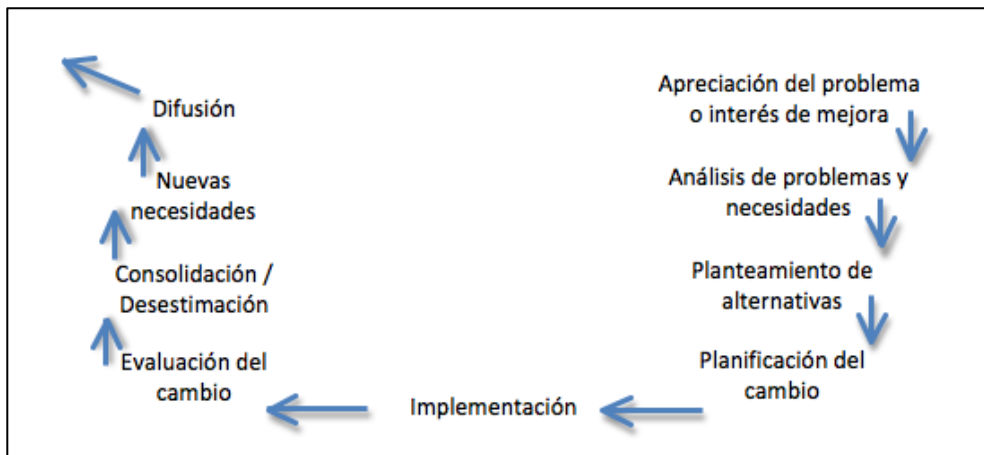 Apreciación del problema
o interés de mejora
Análisis de problemas y
necesidades
Planteamiento de
alternativas
Planificación del
cambio
Implementación
Evaluación del
cambio
Consolidación /
Desestimación
Nuevas
necesidades
Difusión